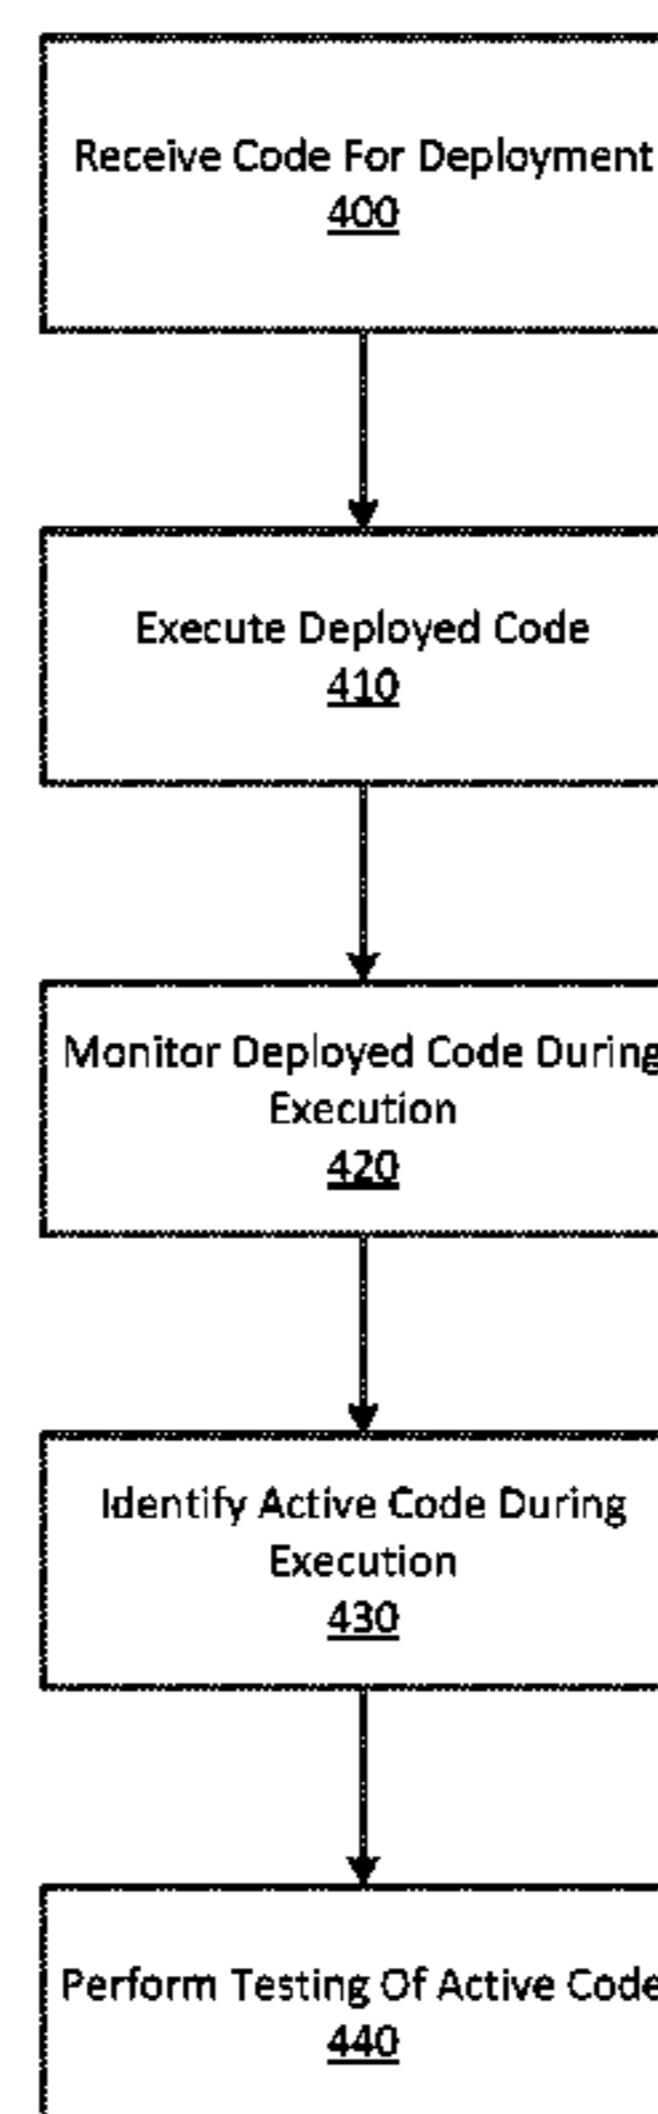 Receive Code For Deployment
400
Execute Deployed Code
410
Monitor Deployed Code During
Execution
420
Identify Active Code During
Execution
430
Perform Testing Of Active Code
440